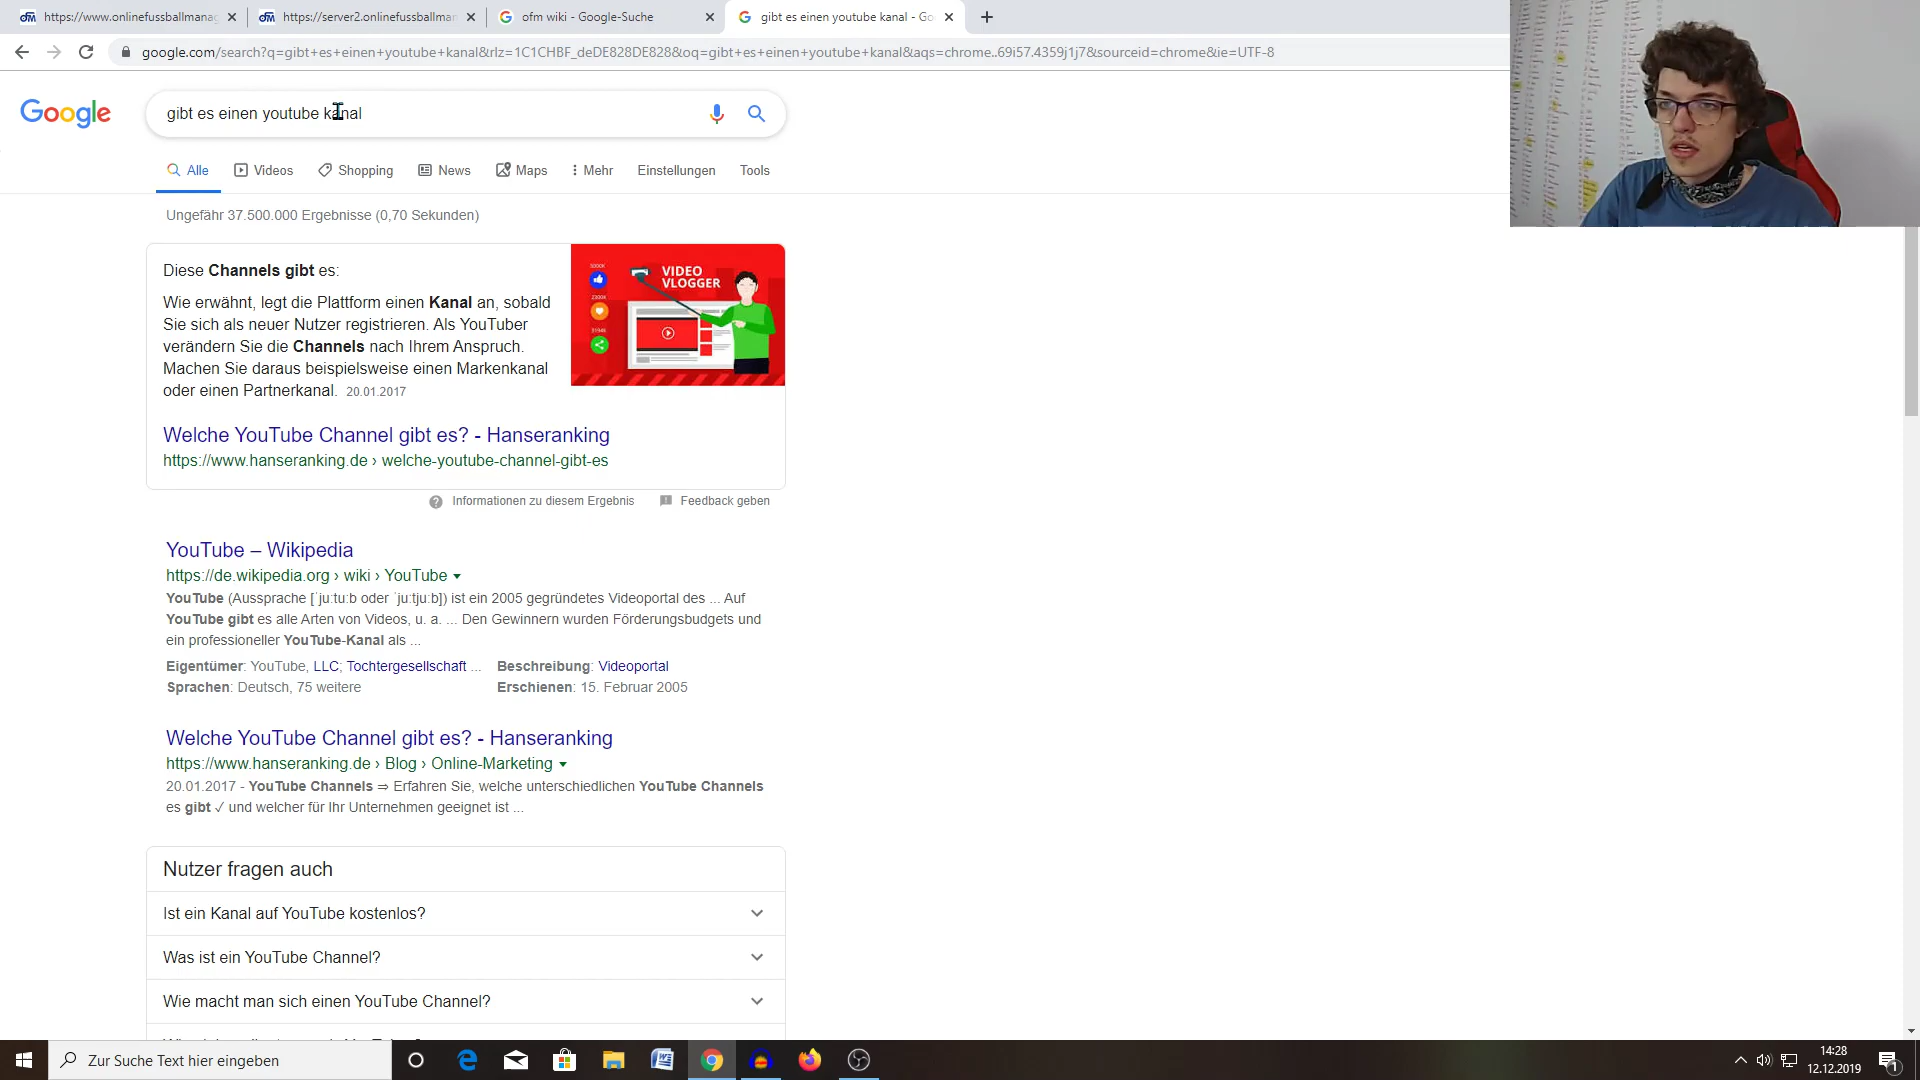 https://www.onlinefussballmanag
https://server2.onlinefussballman
ofm wiki - Google-Suche
gibt es einen youtube kanal - Go
google.com/search?q=gibt+es+einen+youtube+kanal&rlz=1C1CHBF_deDE828DE828&oq=gibt+es+einen+youtube+kanal&aqs=chrome..69i57.4359j1j7&sourceid=chrome&ie=UTF-8
Google
gibt es einen youtube kanal
Alle Videos Shopping News Maps Mehr Einstellungen Tools
Ungefähr 37.500.000 Ergebnisse (0,70 Sekunden)
Diese Channels gibt es:
Wie erwähnt, legt die Plattform einen Kanal an, sobald
Sie sich als neuer Nutzer registrieren. Als YouTuber
verändern Sie die Channels nach Ihrem Anspruch.
Machen Sie daraus beispielsweise einen Markenkanal
oder einen Partnerkanal. 20.01.2017
VIDEO
VLOGGER
Welche YouTube Channel gibt es? - Hanseranking
https://www.hanseranking.de › welche-youtube-channel-gibt-es
Informationen zu diesem Ergebnis Feedback geben
YouTube – Wikipedia
https://de.wikipedia.org › wiki › YouTube
YouTube (Aussprache [ˈjuːtuːb oder ˈjuːtjuːb]) ist ein 2005 gegründetes Videoportal des ... Auf
YouTube gibt es alle Arten von Videos, u. a. ... Den Gewinnern wurden Förderungsbudgets und
ein professioneller YouTube-Kanal als ...
Eigentümer: YouTube, LLC; Tochtergesellschaft ... Beschreibung: Videoportal
Sprachen: Deutsch, 75 weitere Erschienen: 15. Februar 2005
Welche YouTube Channel gibt es? - Hanseranking
https://www.hanseranking.de › Blog › Online-Marketing
20.01.2017 - YouTube Channels ⇒ Erfahren Sie, welche unterschiedlichen YouTube Channels
es gibt ✓ und welcher für Ihr Unternehmen geeignet ist ...
Nutzer fragen auch
Ist ein Kanal auf YouTube kostenlos?
Was ist ein YouTube Channel?
Wie macht man sich einen YouTube Channel?
Zur Suche Text hier eingeben
14:28
12.12.2019
1